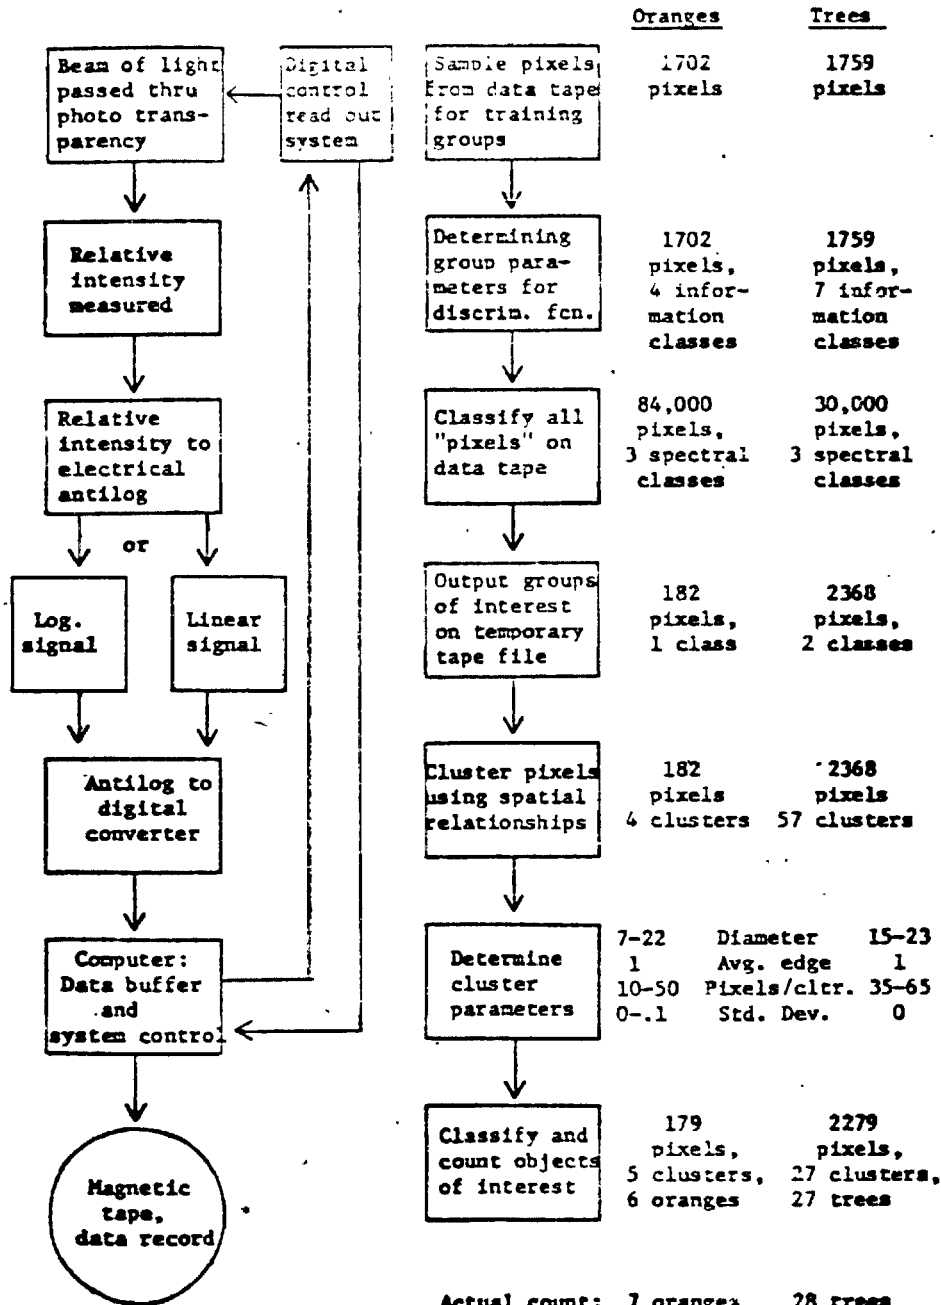 Oranges Trees
Beam of light
passed thru
photo trans-
parency
Digital
control
read out
system
Relative
intensity
measured
Relative
intensity to
electrical
antilog
or
Log.
signal
Linear
signal
Antilog to
digital
converter
Computer:
Data buffer
and
system control
Magnetic
tape,
data record
Sample pixels
from data tape
for training
groups
1702 1759
pixels pixels
Determining
group para-
meters for
discrim. fcn.
1702 1759
pixels, pixels,
4 infor- 7 infor-
mation mation
classes classes
Classify all
"pixels" on
data tape
84,000 30,000
pixels, pixels,
3 spectral 3 spectral
classes classes
Output groups
of interest
on temporary
tape file
182 2368
pixels, pixels,
1 class 2 classes
Cluster pixels
using spatial
relationships
182 2368
pixels pixels
4 clusters 57 clusters
Determine
cluster
parameters
7-22 Diameter 15-23
1 Avg. edge 1
10-50 Pixels/cltr. 35-65
0-.1 Std. Dev. 0
Classify and
count objects
of interest
179 2279
pixels, pixels,
5 clusters, 27 clusters,
6 oranges 27 trees
Actual count: 7 oranges 28 trees